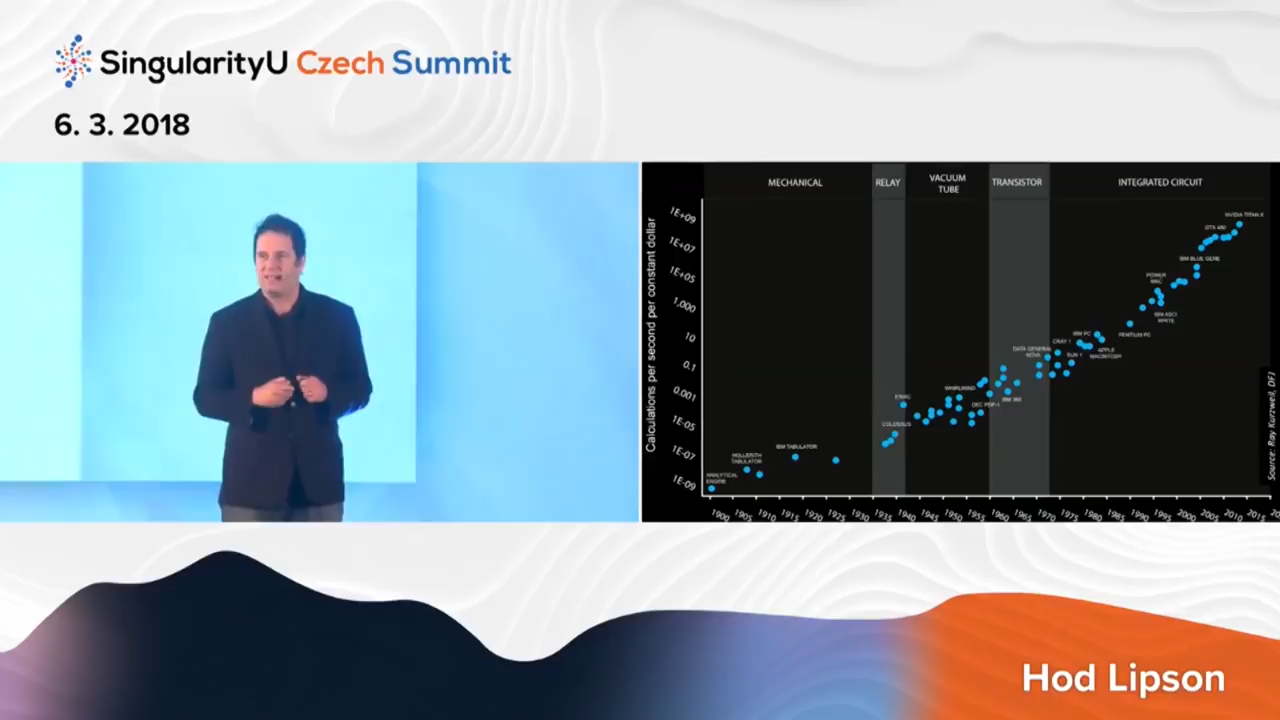 SingularityU Czech Summit
6. 3. 2018
MECHANICAL
RELAY
VACUUM
TUBE
TRANSISTOR
INTEGRATED CIRCUIT
Calculations per second per constant dollar
1E+09
1E+07
1E+05
1,000
10
0.1
0.001
1E-05
1E-07
1E-09
NVIDIA TITAN X
GTX 480
IBM BLUE GENE
POWER
MAC
IBM ASCI
WHITE
PENTIUM PC
IBM PC
APPLE
MACINTOSH
CRAY 1
SUN 1
DATA GENERAL
NOVA
WHIRLWIND
IBM 360
DEC PDP-1
ENIAC
COLOSSUS
IBM TABULATOR
HOLLERITH
TABULATOR
ANALYTICAL
ENGINE
1900 1905 1910 1915 1920 1925 1930 1935 1940 1945 1950 1955 1960 1965 1970 1975 1980 1985 1990 1995 2000 2005 2010 2015 20
Source: Ray Kurzweil, DFJ
Hod Lipson